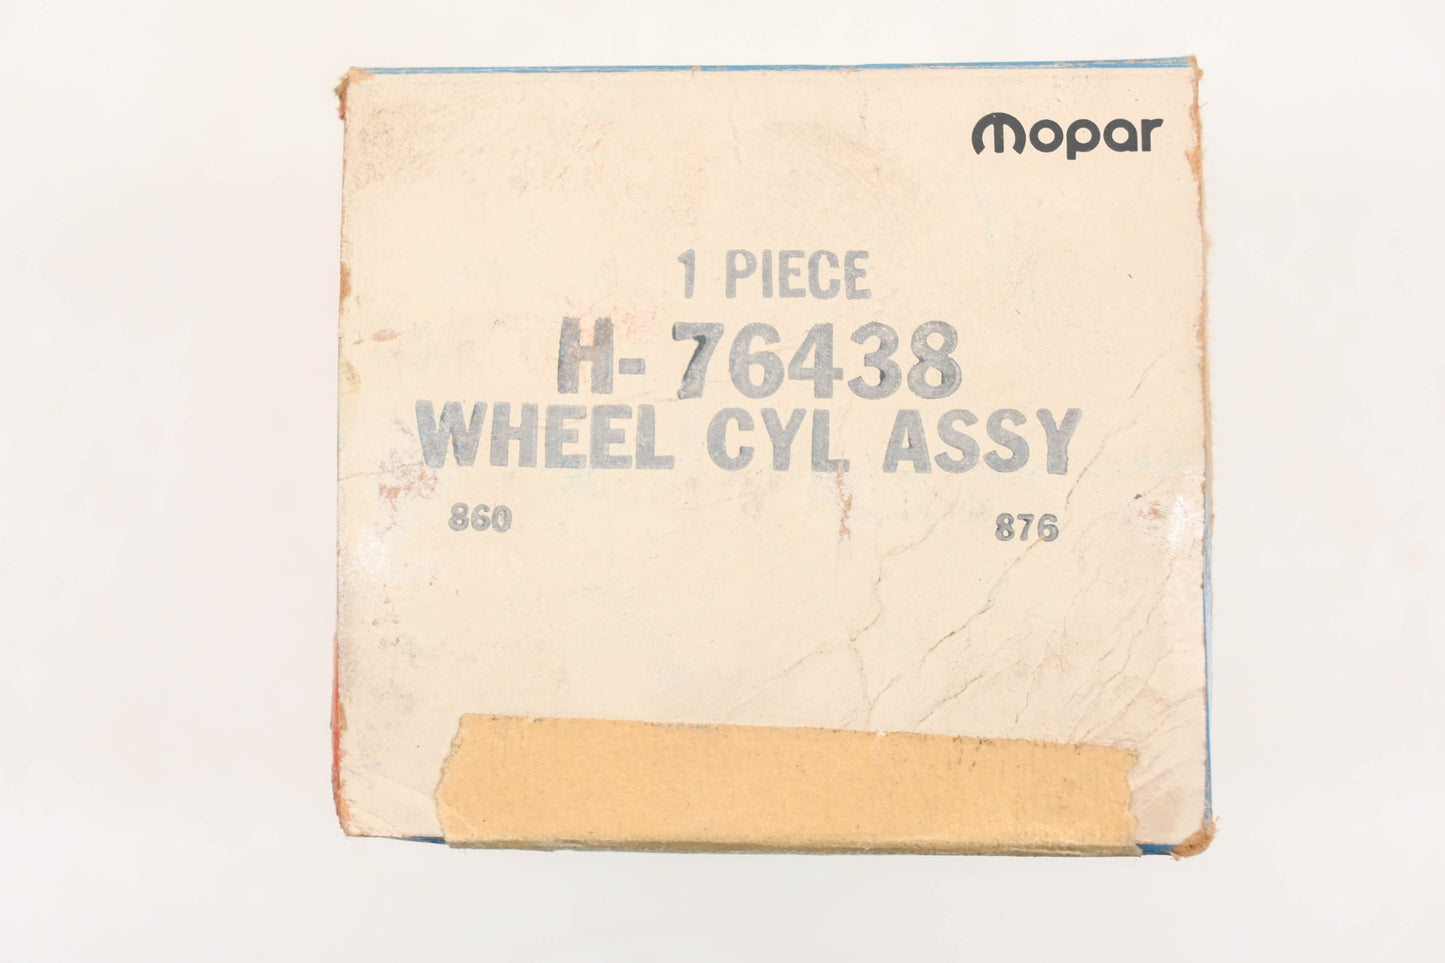 mopar
1 PIECE
H-76438
WHEEL CYL ASSY
860 876